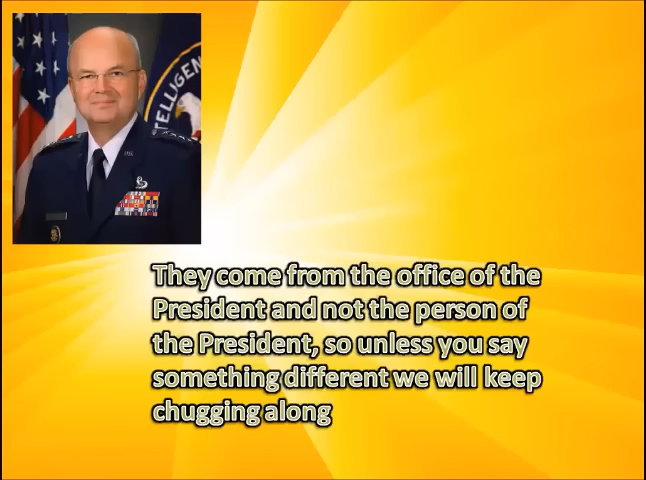 TELLIGEN
They come from the office of the
President and not the person of
the President, so unless you say
something different we will keep
chugging along